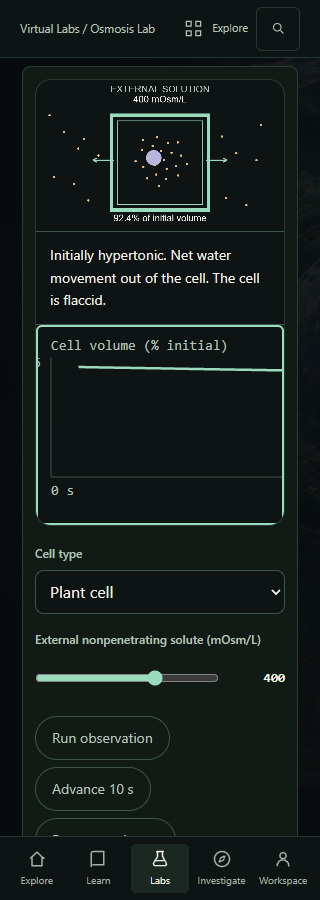 Virtual Labs / Osmosis Lab
Explore
EXTERNAL SOLUTION
400 mOsm/L
92.4% of initial volume
Initially hypertonic. Net water
movement out of the cell. The cell
is flaccid.
Cell volume (% initial)
0 s
Cell type
Plant cell
External nonpenetrating solute (mOsm/L)
400
Run observation
Advance 10 s
Explore
Learn
Labs
Investigate
Workspace